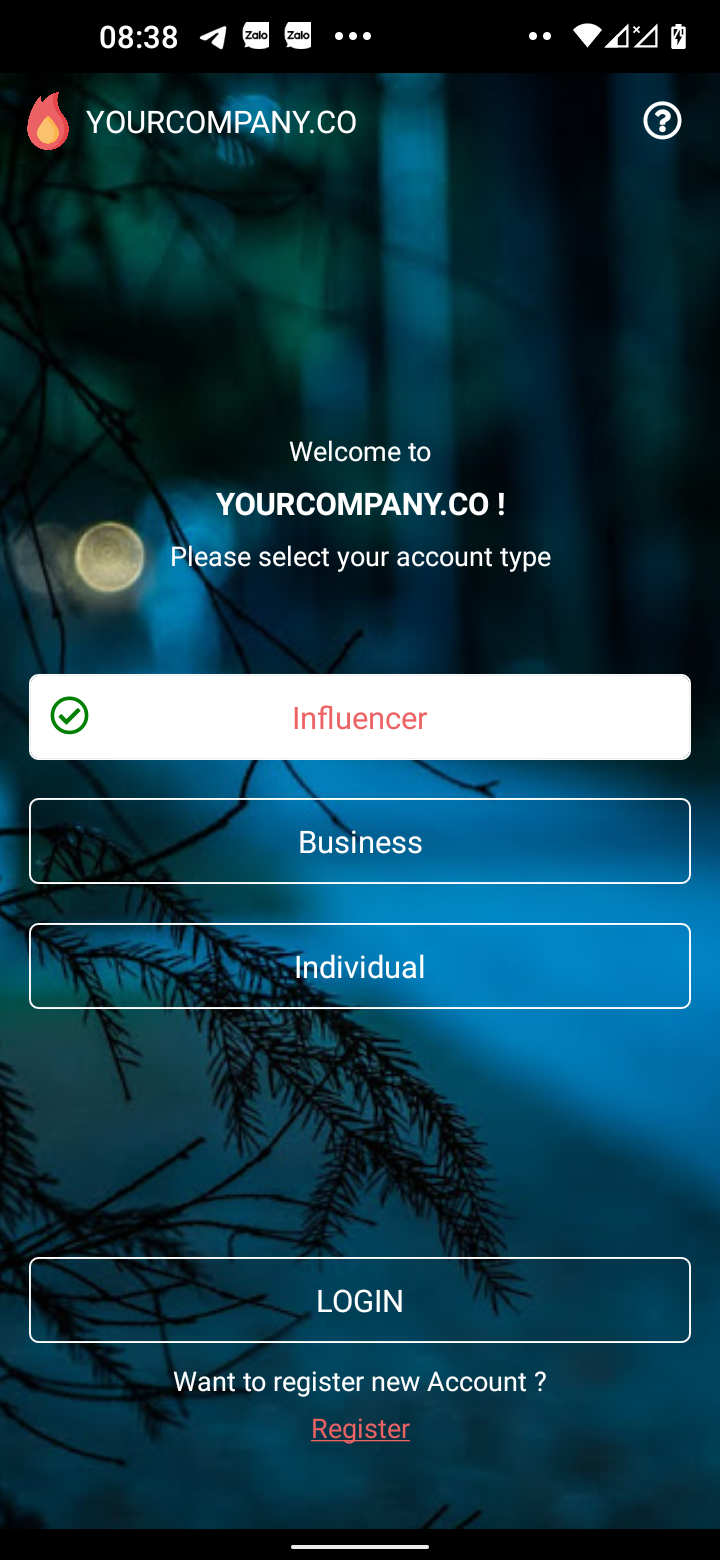 08:38
Zalo Zalo
YOURCOMPANY.CO
Welcome to
YOURCOMPANY.CO !
Please select your account type
Influencer
Business
Individual
LOGIN
Want to register new Account ?
Register